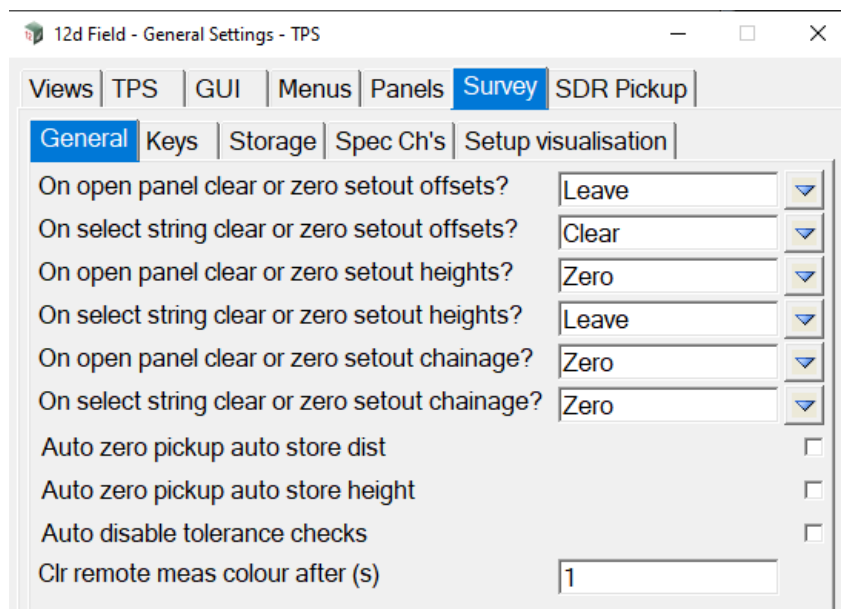 12d Field - General Settings - TPS
Views TPS GUI Menus Panels Survey SDR Pickup
General Keys Storage Spec Ch's Setup visualisation
On open panel clear or zero setout offsets? Leave
On select string clear or zero setout offsets? Clear
On open panel clear or zero setout heights? Zero
On select string clear or zero setout heights? Leave
On open panel clear or zero setout chainage? Zero
On select string clear or zero setout chainage? Zero
Auto zero pickup auto store dist
Auto zero pickup auto store height
Auto disable tolerance checks
Clr remote meas colour after (s) 1